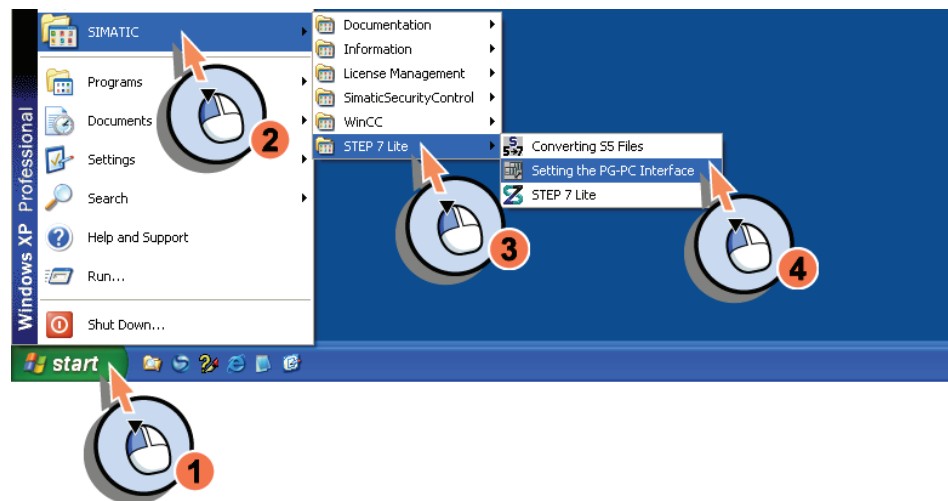 SIMATIC
Programs
Documents
Settings
Search
Help and Support
Run...
Shut Down...
Windows XP Professional
start
Documentation
Information
License Management
SimaticSecurityControl
WinCC
STEP 7 Lite
S
5→7
Converting S5 Files
Setting the PG-PC Interface
STEP 7 Lite
1
2
3
4